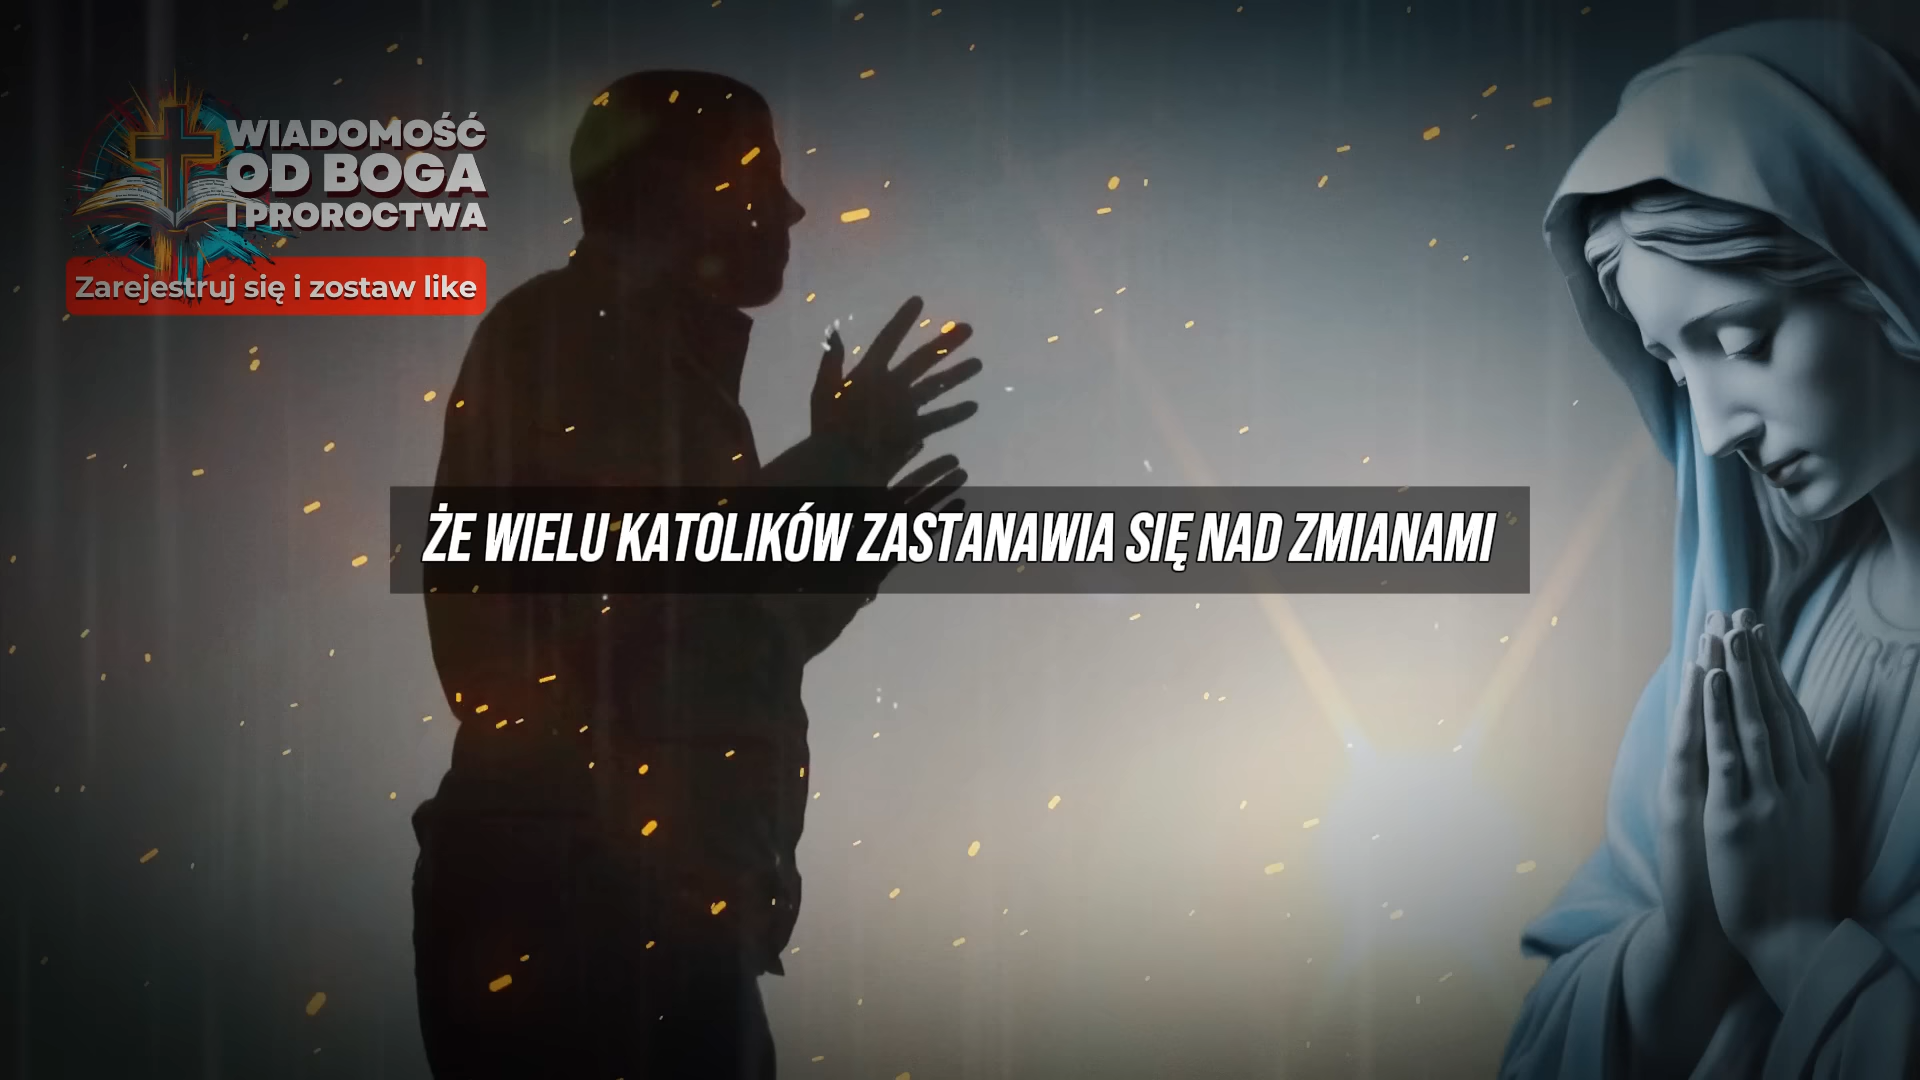 WIADOMOŚĆ
OD BOGA
I PROROCTWA
Zarejestruj się i zostaw like
ŻE WIELU KATOLIKÓW ZASTANAWIA SIĘ NAD ZMIANAMI